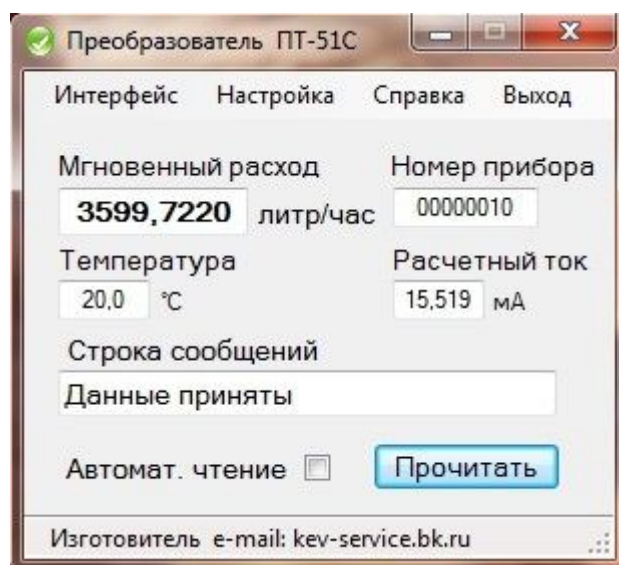 Преобразователь ПТ-51С
Интерфейс Настройка Справка Выход
Мгновенный расход Номер прибора
3599,7220 литр/час 00000010
Температура Расчетный ток
20,0 °C 15,519 мА
Строка сообщений
Данные приняты
Автомат. чтение Прочитать
Изготовитель e-mail: kev-service.bk.ru